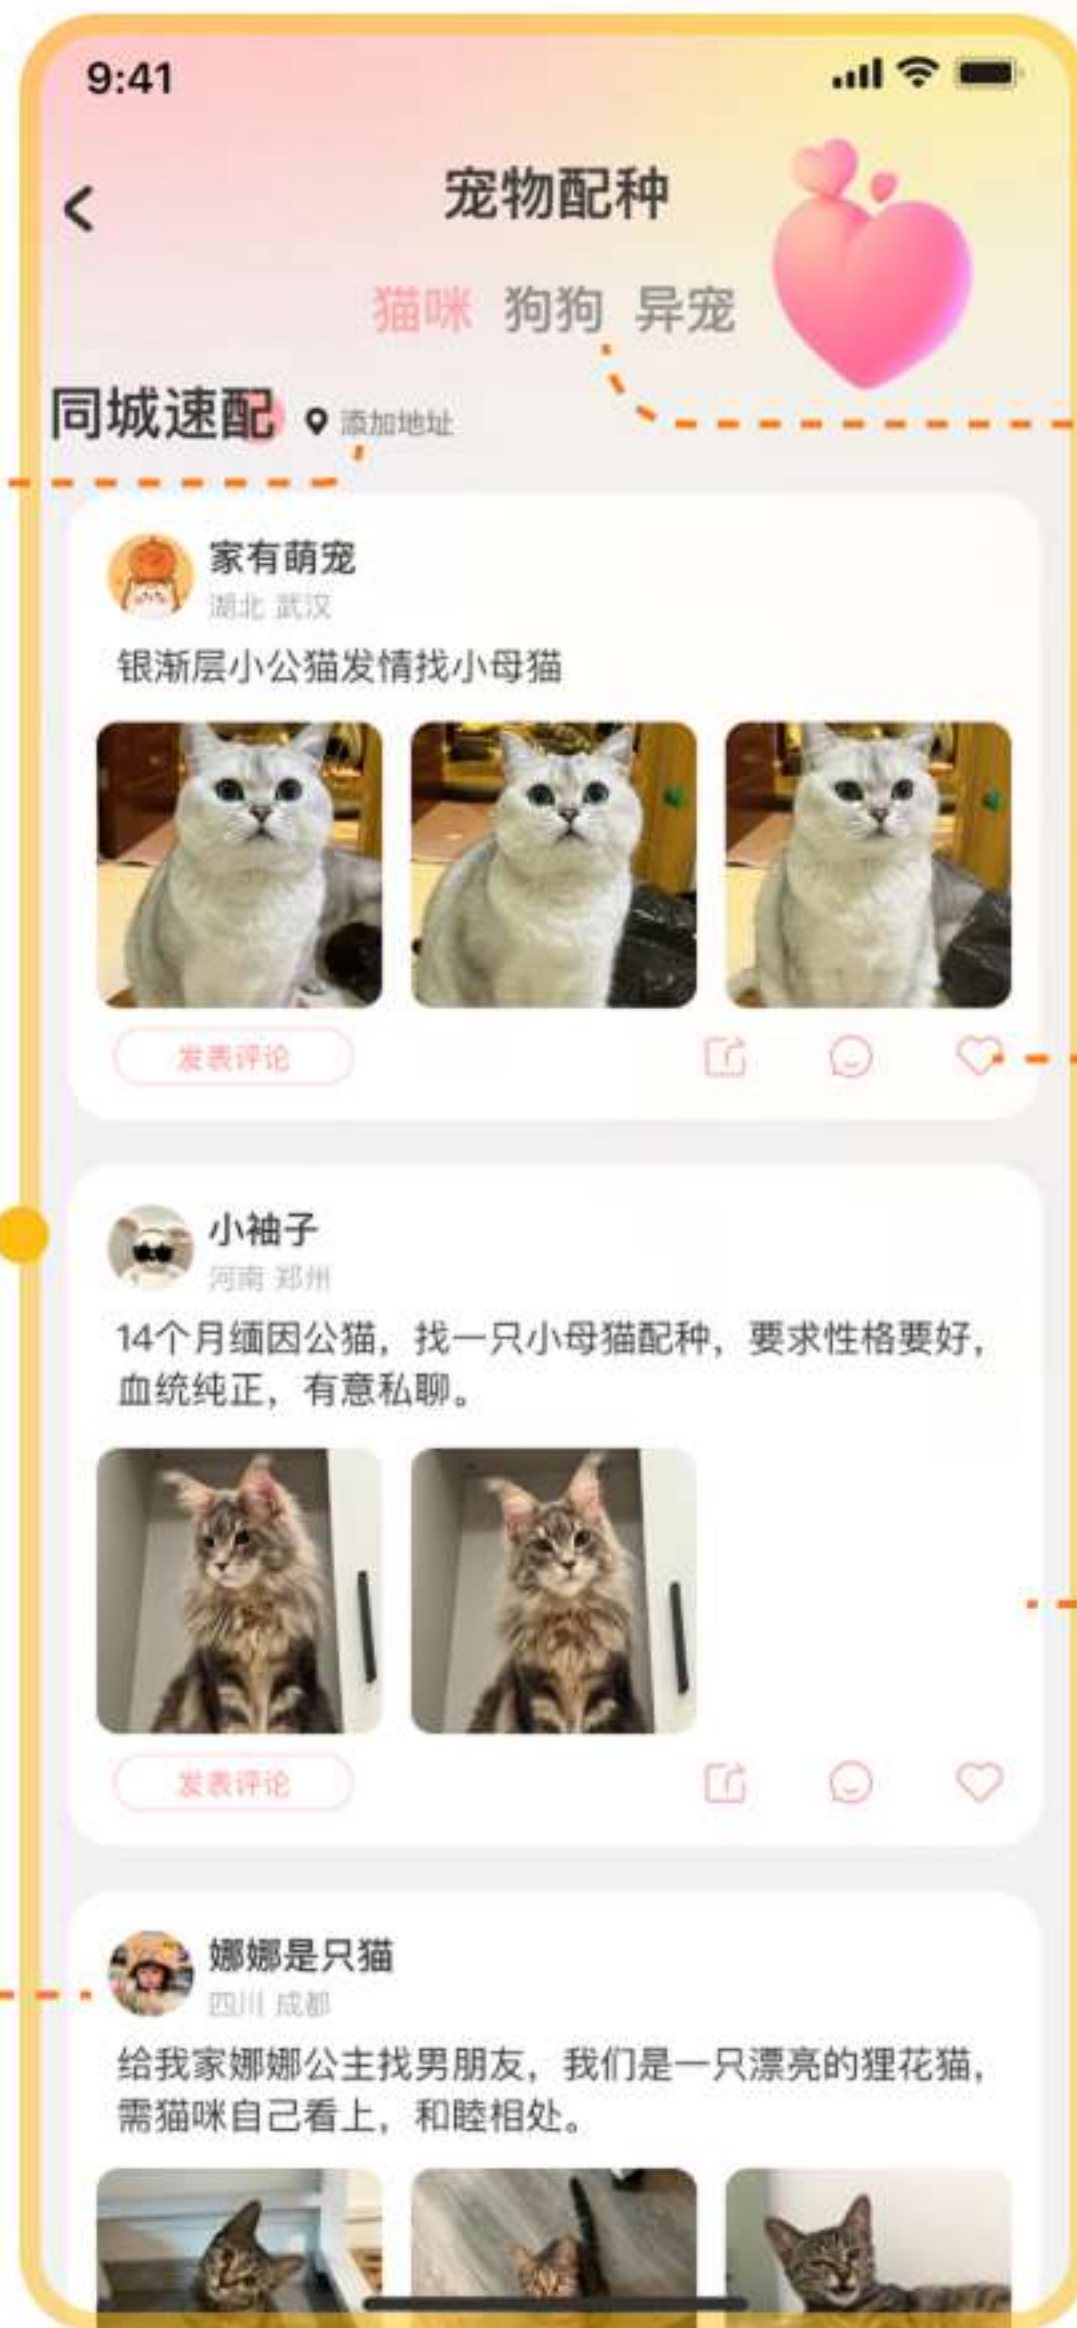 9:41
宠物配种
猫咪 狗狗 异宠
同城速配 添加地址
家有萌宠
湖北 武汉
银渐层小公猫发情找小母猫
发表评论
小袖子
河南 郑州
14个月缅因公猫，找一只小母猫配种，要求性格要好，
血统纯正，有意私聊。
发表评论
娜娜是只猫
四川 成都
给我家娜娜公主找男朋友，我们是一只漂亮的狸花猫，
需猫咪自己看上，和睦相处。